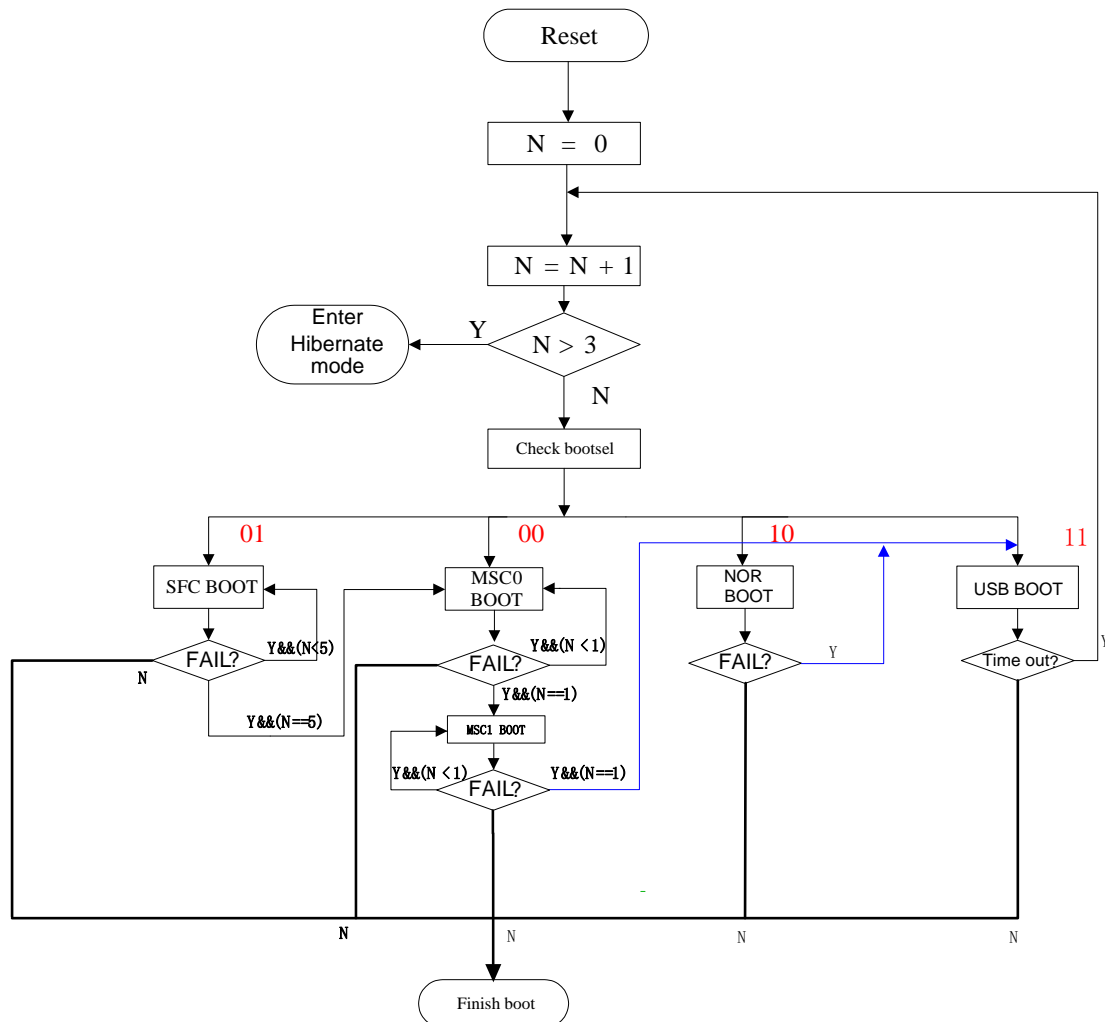 Reset
N = 0
N = N + 1
Enter
Hibernate
mode
Y
N > 3
N
Check bootsel
01
00
10
11
SFC BOOT
MSC0
BOOT
NOR
BOOT
USB BOOT
FAIL?
Y&&(N<5)
N
FAIL?
Y&&(N <1)
FAIL?
Y
Time out?
Y
Y&&(N==5)
Y&&(N==1)
MSC1 BOOT
Y&&(N <1)
FAIL?
Y&&(N==1)
N
N
N
N
Finish boot